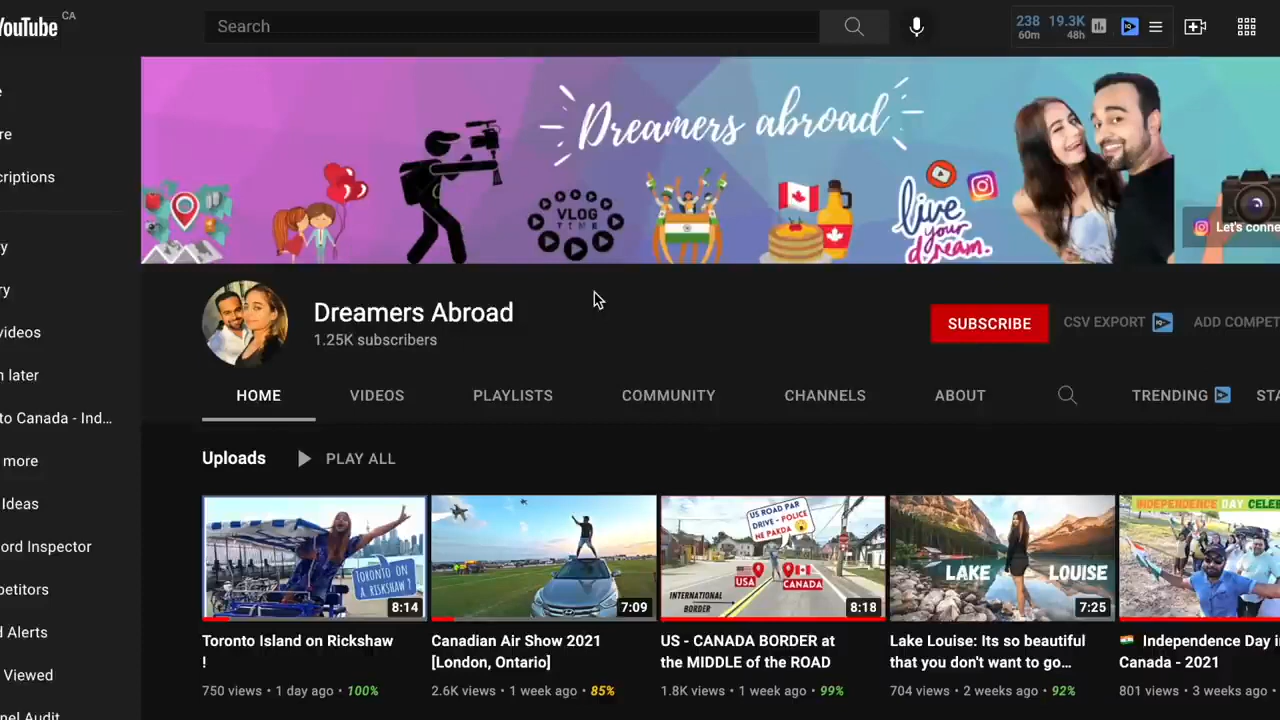 YouTube CA
Search
238 19.3K
60m 48h
criptions
videos
n later
to Canada - Ind...
more
Ideas
ord Inspector
petitors
d Alerts
Viewed
nel Audit
Dreamers abroad
VLOG
TIME
live
your
dream.
Let's conne
Dreamers Abroad
1.25K subscribers
SUBSCRIBE
CSV EXPORT
ADD COMPET
HOME
VIDEOS
PLAYLISTS
COMMUNITY
CHANNELS
ABOUT
TRENDING
STA
Uploads
PLAY ALL
TORONTO ON
A RIKSHAW?
8:14
7:09
US ROAD PAR
DRIVE - POLICE
NE PAKDA
USA
CANADA
INTERNATIONAL
BORDER
8:18
LAKE LOUISE
7:25
INDEPENDENCE DAY CELE
Toronto Island on Rickshaw
!
750 views • 1 day ago • 100%
Canadian Air Show 2021
[London, Ontario]
2.6K views • 1 week ago • 85%
US - CANADA BORDER at
the MIDDLE of the ROAD
1.8K views • 1 week ago • 99%
Lake Louise: Its so beautiful
that you don't want to go...
704 views • 2 weeks ago • 92%
Independence Day i
Canada - 2021
801 views • 3 weeks ago •